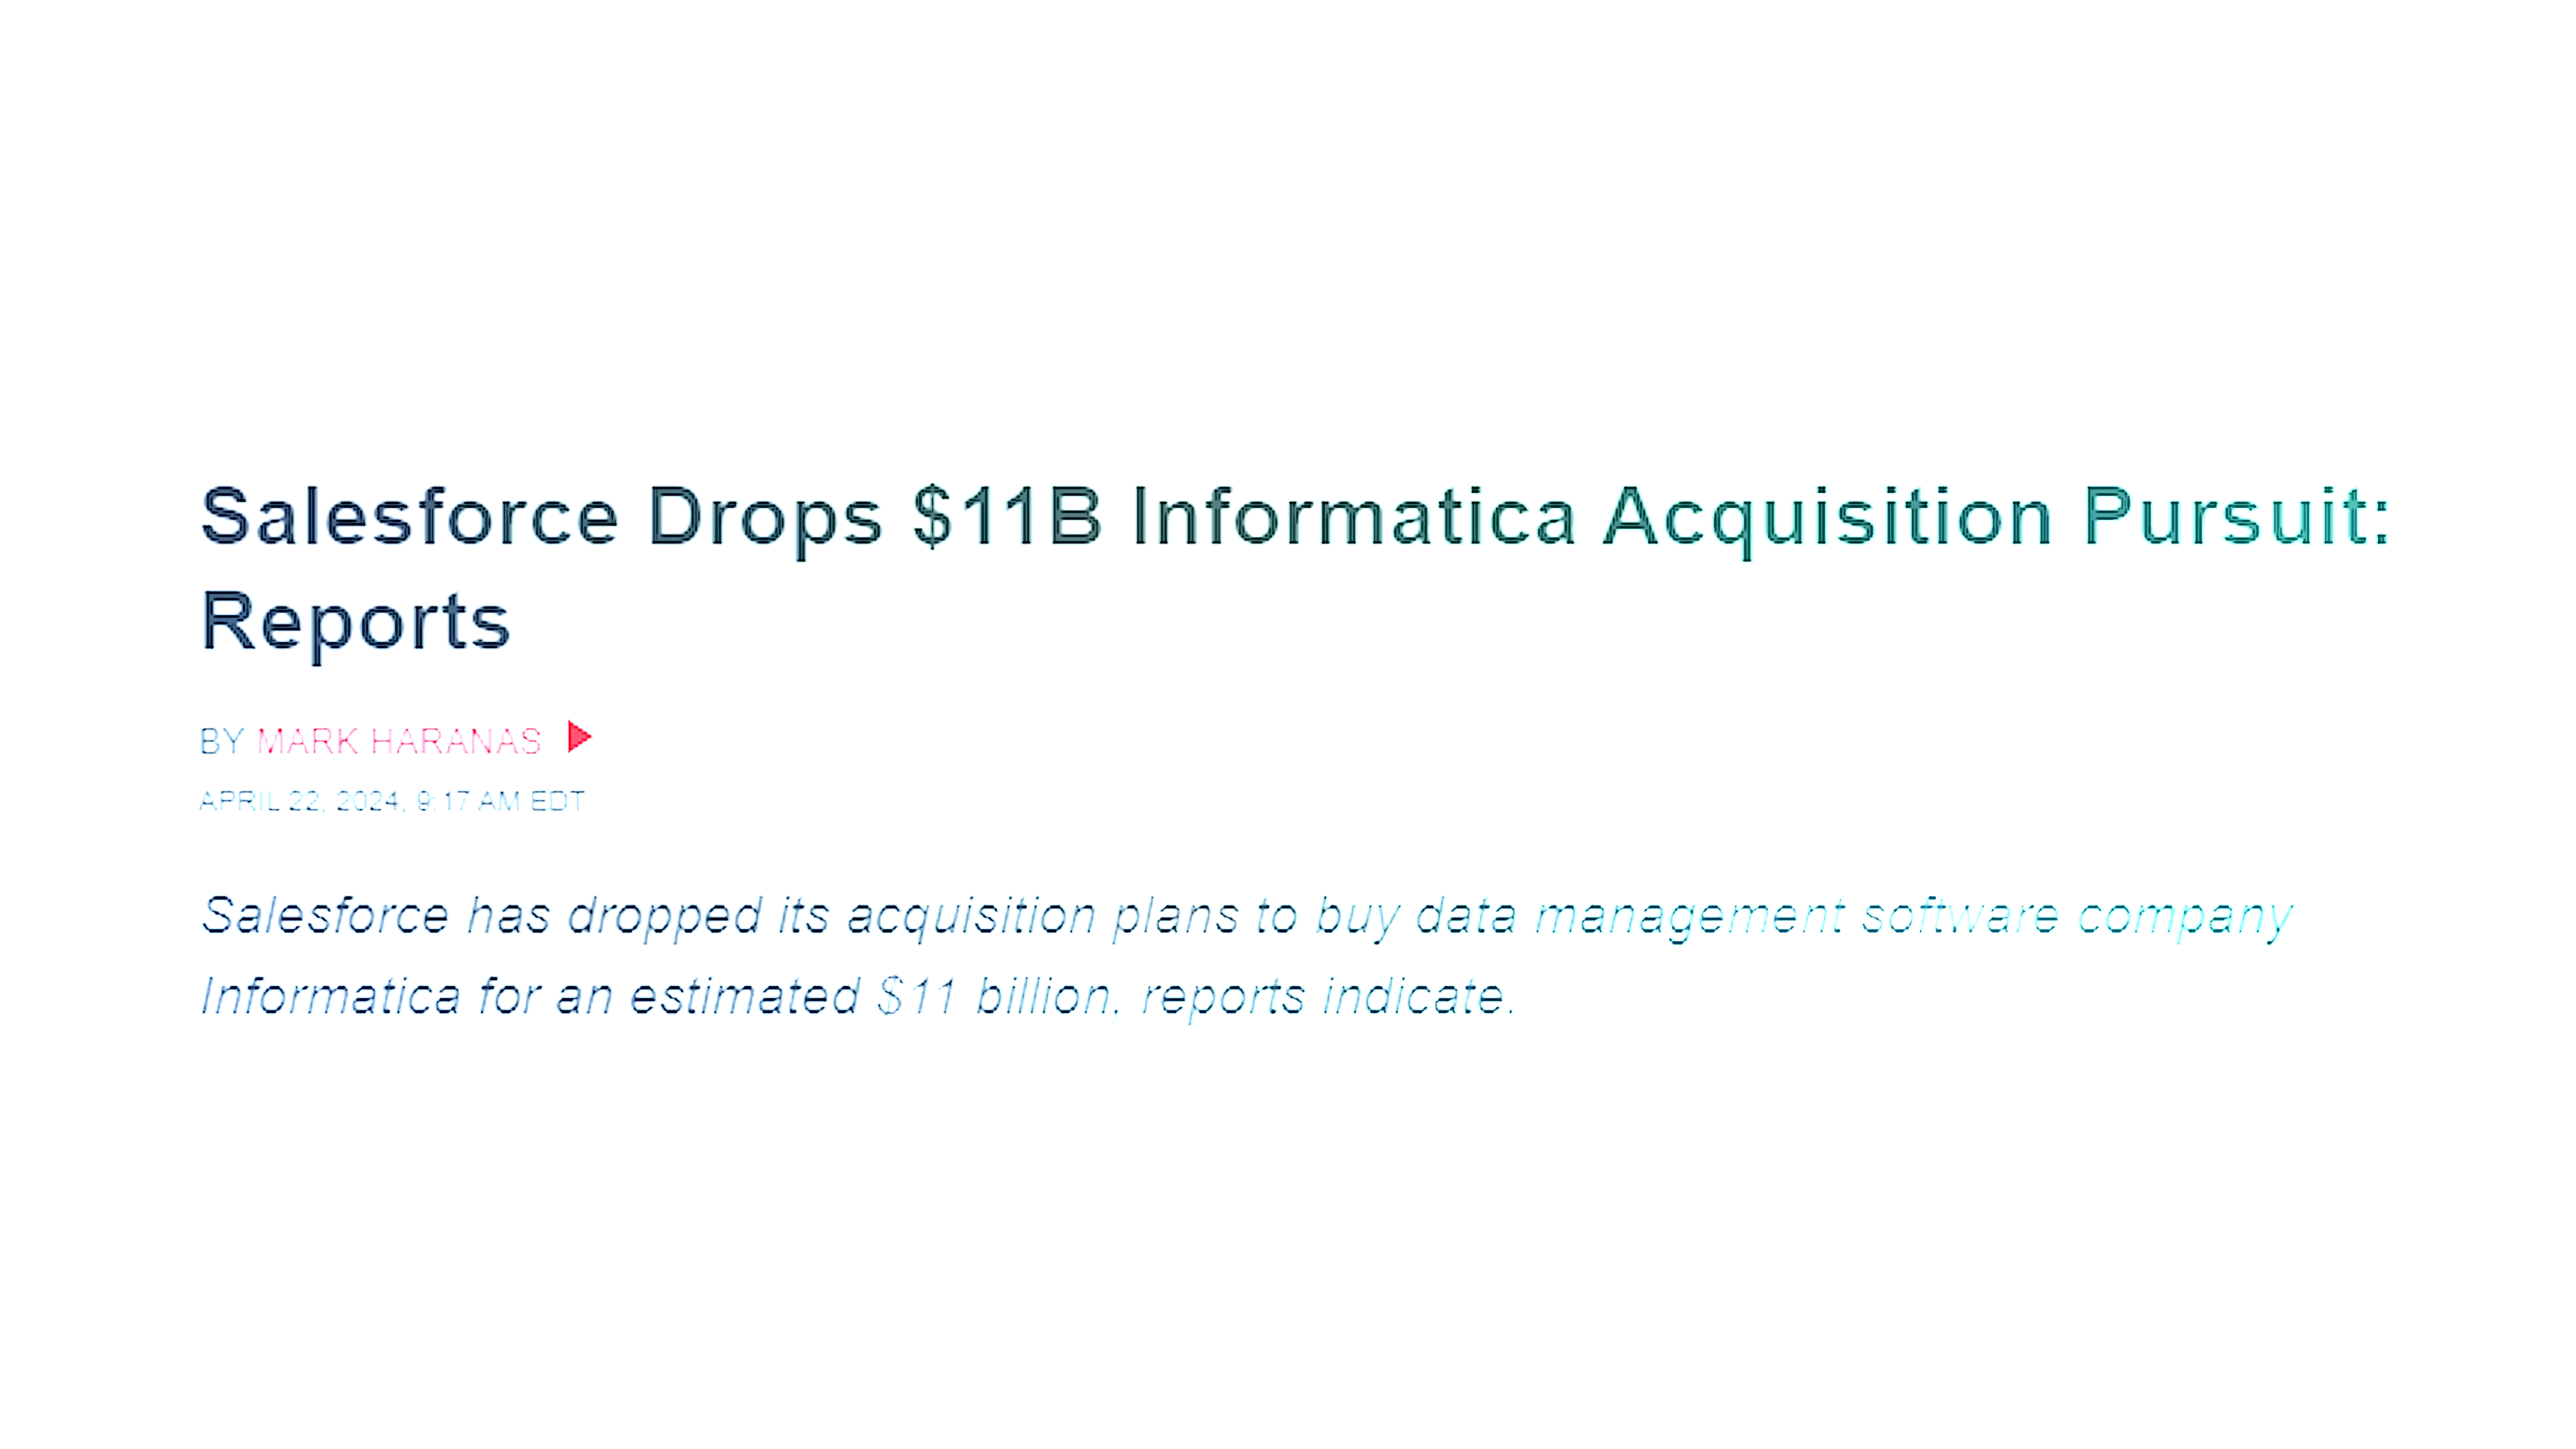 Salesforce Drops $11B Informatica Acquisition Pursuit:
Reports
BY MARK HARANAS
APRIL 22, 2024, 9:17 AM EDT
Salesforce has dropped its acquisition plans to buy data management software company
Informatica for an estimated $11 billion, reports indicate.